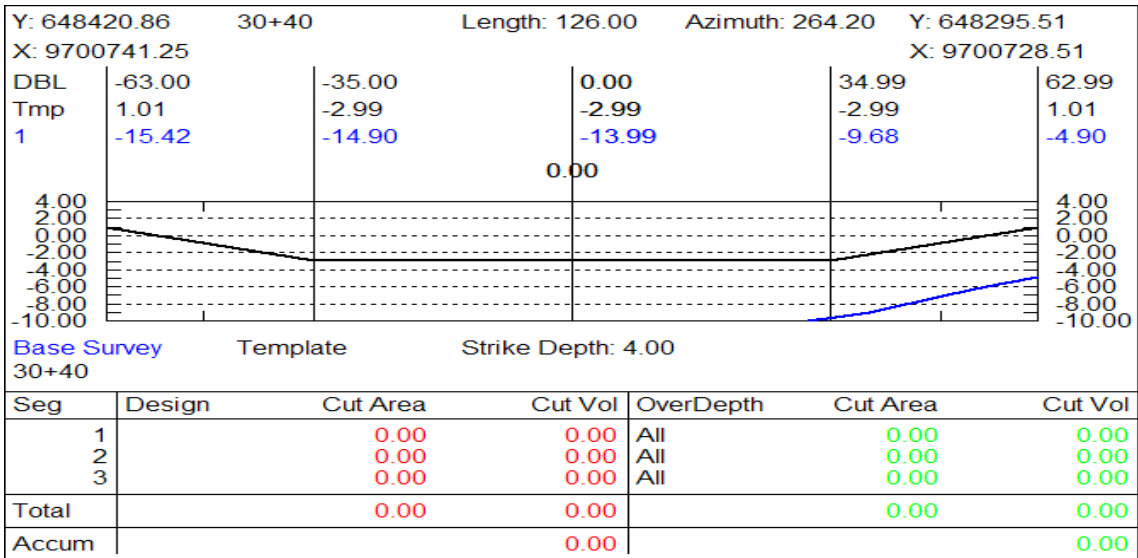 Y: 648420.86 30+40 Length: 126.00 Azimuth: 264.20 Y: 648295.51
X: 9700741.25 X: 9700728.51
DBL -63.00 -35.00 0.00 34.99 62.99
Tmp 1.01 -2.99 -2.99 -2.99 1.01
1 -15.42 -14.90 -13.99 -9.68 -4.90
0.00
4.00 4.00
2.00 2.00
0.00 0.00
-2.00 -2.00
-4.00 -4.00
-6.00 -6.00
-8.00 -8.00
-10.00 -10.00
Base Survey Template Strike Depth: 4.00
30+40
Seg Design Cut Area Cut Vol OverDepth Cut Area Cut Vol
1 0.00 0.00 All 0.00 0.00
2 0.00 0.00 All 0.00 0.00
3 0.00 0.00 All 0.00 0.00
Total 0.00 0.00 0.00 0.00
Accum 0.00 0.00